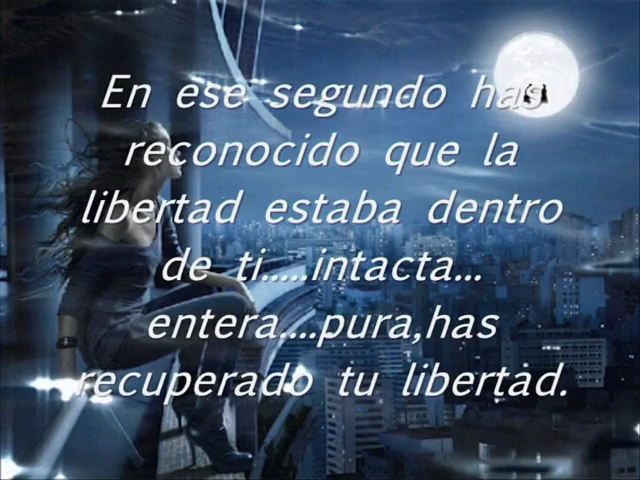 En ese segundo has
reconocido que la
libertad estaba dentro
de ti.....intacta...
entera....pura,has
recuperado tu libertad.